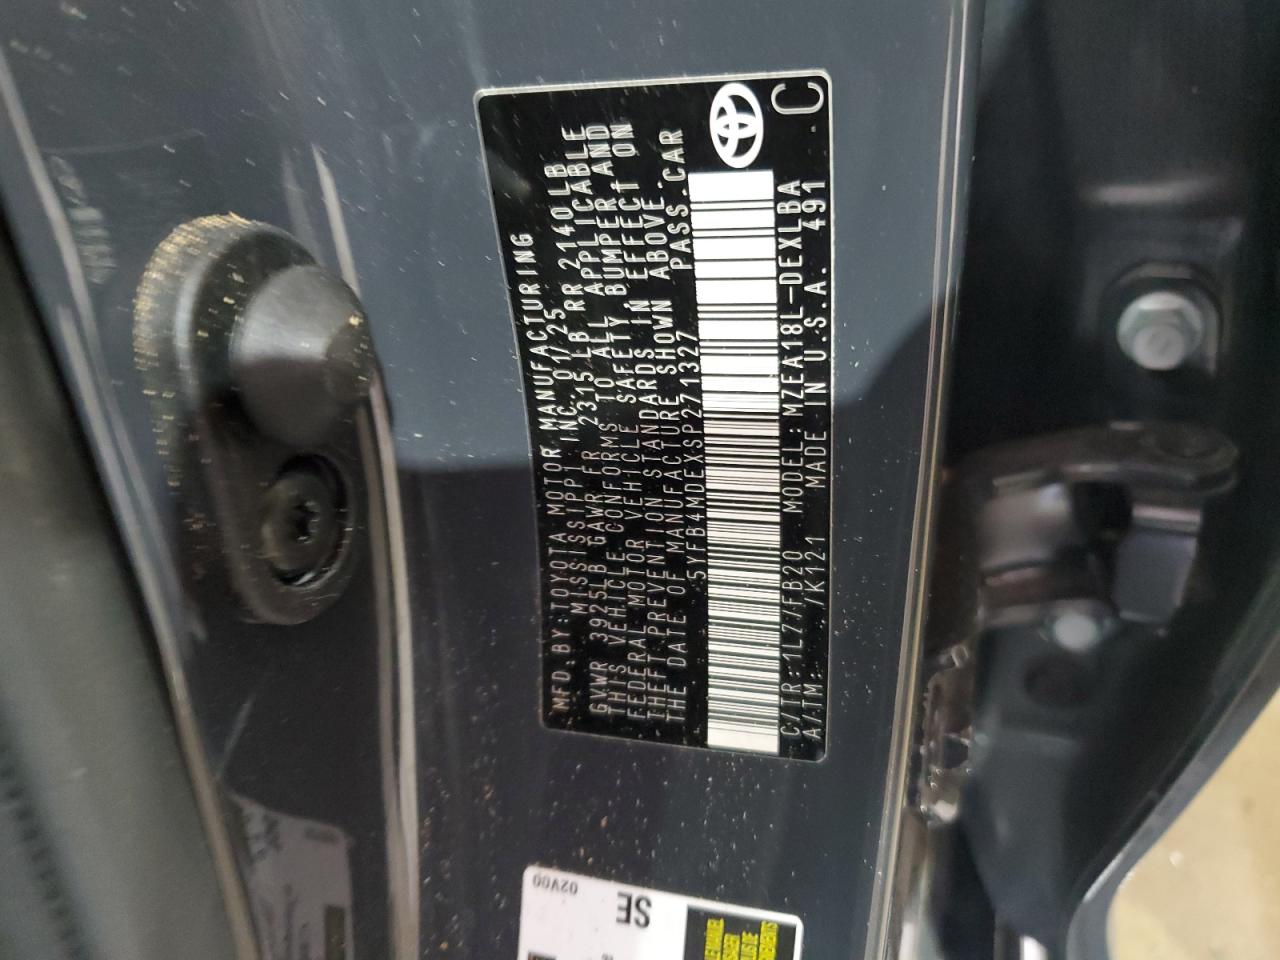 MFD. BY: TOYOTA MOTOR MANUFACTURING
MISSISSIPPI INC. 01/25
GVWR 3925LB GAWR FR 2315LB RR 2140LB
THIS VEHICLE CONFORMS TO ALL APPLICABLE
FEDERAL MOTOR VEHICLE SAFETY, BUMPER AND
THEFT PREVENTION STANDARDS IN EFFECT ON
THE DATE OF MANUFACTURE SHOWN ABOVE.
5YFB4MDEXSP271327 PASS.CAR
C/TR: 1L7/FB20 MODEL: MZEA18L-DEXLBA
A/TM: /K121 MADE IN U.S.A. 491 C
02V00
SE